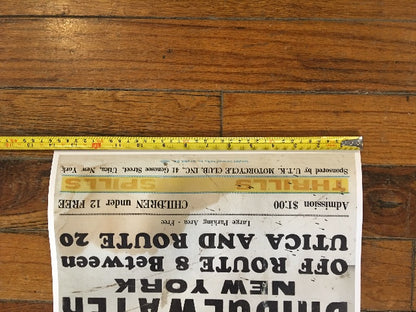 BRIDGEWATER
NEW YORK
OFF ROUTE 8 Between
UTICA AND ROUTE 20
Large Parking Area - Free
Admission $1.00 CHILDREN under 12 FREE
THRILLS SPILLS
Sponsored by U.T.K. MOTORCYCLE CLUB, INC. 41 Genesee Street, Utica, New York